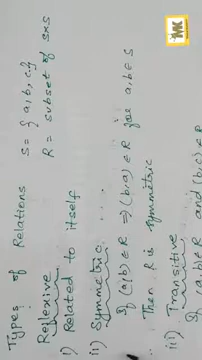 Types of Relations
S = { a, b, c }
R = subset of S×S
Reflexive
i) Related to itself
ii) Symmetric:
If (a,b) ∈ R ⇒ (b,a) ∈ R for a,b ∈ S
Then R is symmetric
iii) Transitive
If (a,b) ∈ R and (b,c) ∈ R